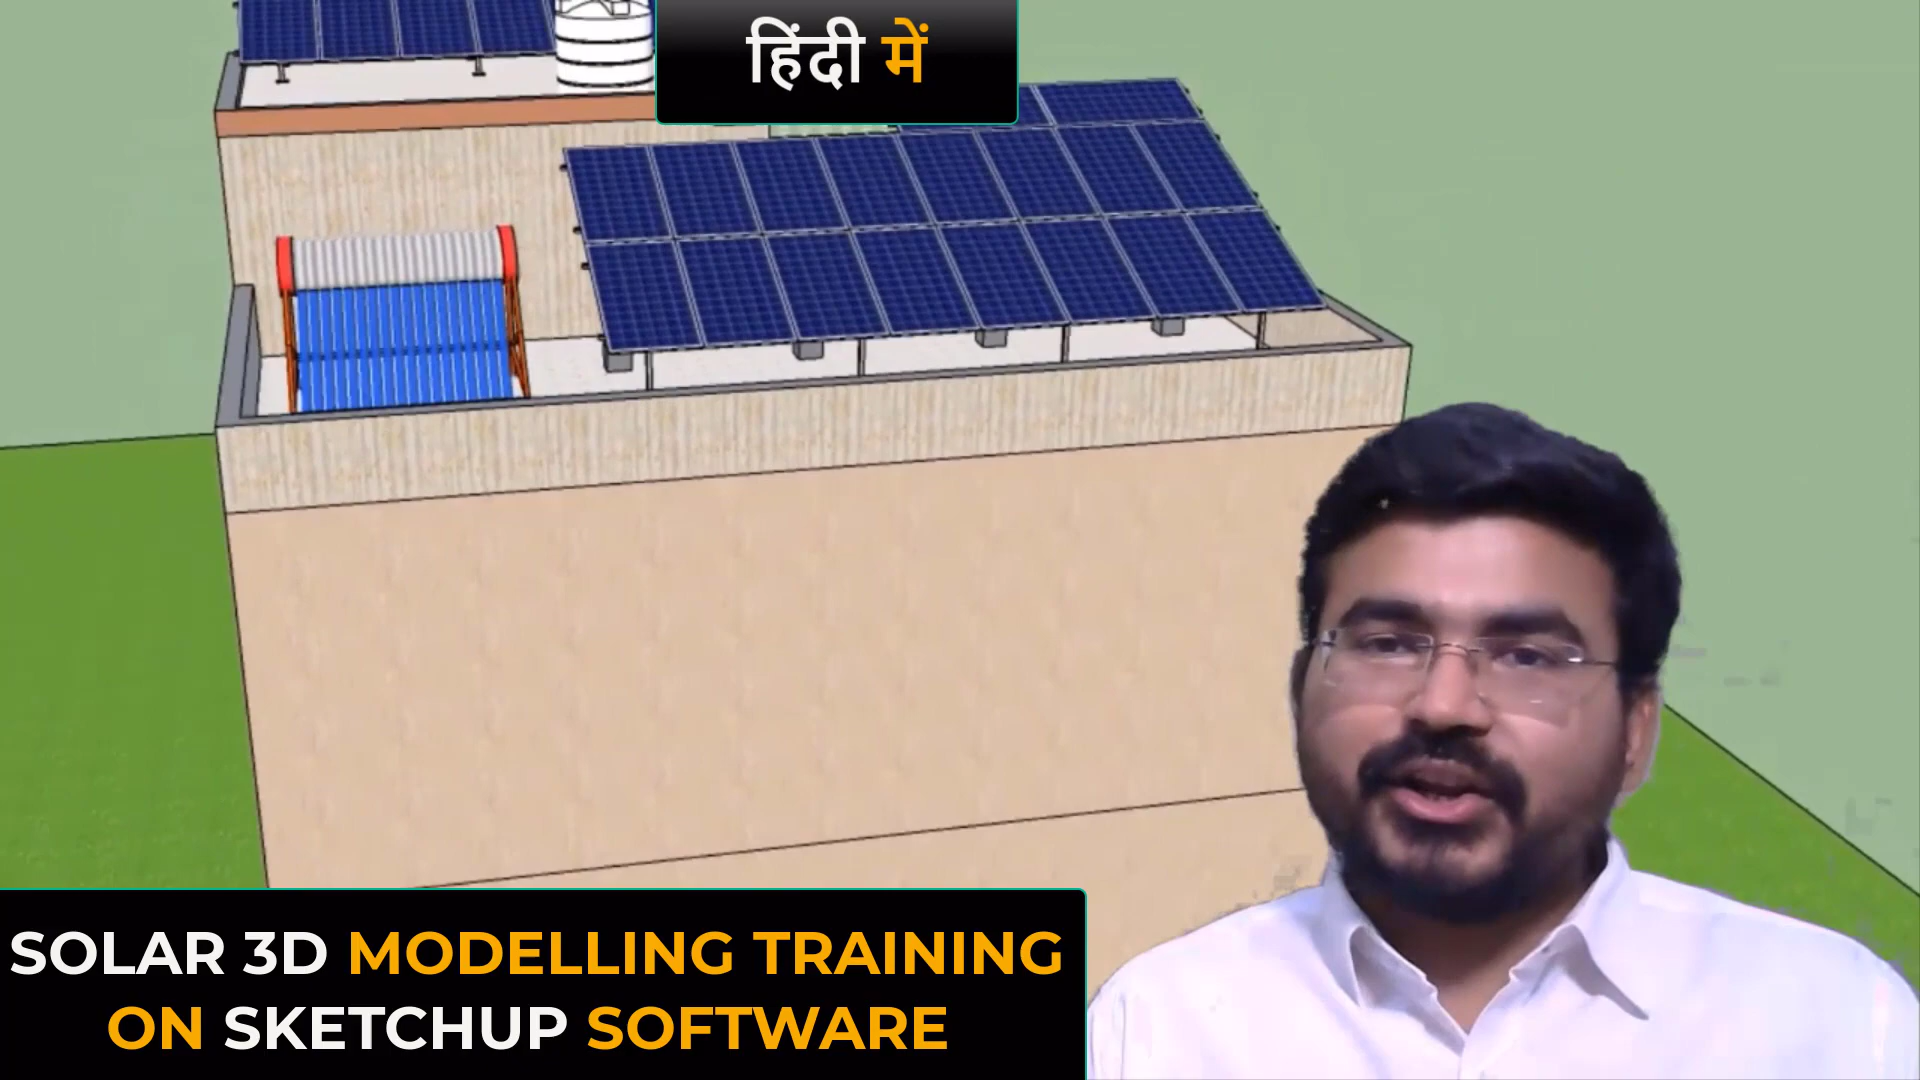 हिंदी में
SOLAR 3D MODELLING TRAINING
ON SKETCHUP SOFTWARE